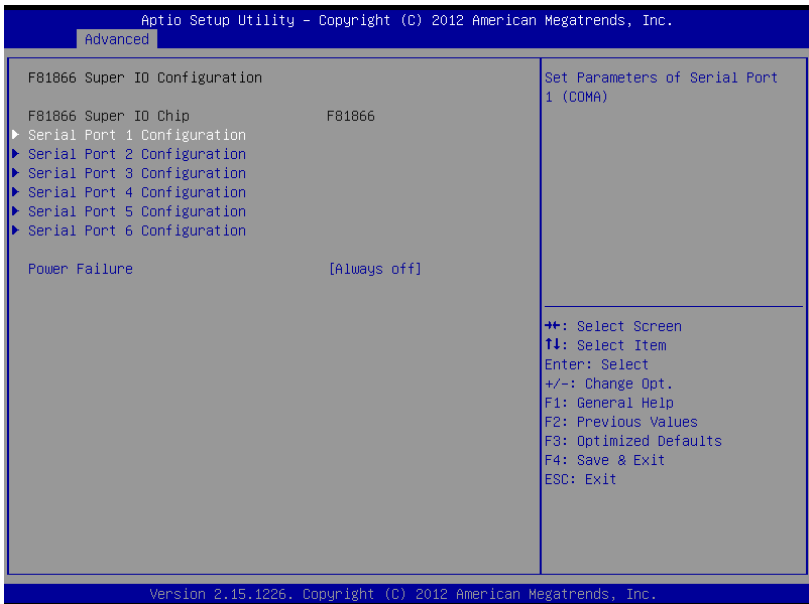 Aptio Setup Utility – Copyright (C) 2012 American Megatrends, Inc.
Advanced
F81866 Super IO Configuration
F81866 Super IO Chip F81866
▶ Serial Port 1 Configuration
▶ Serial Port 2 Configuration
▶ Serial Port 3 Configuration
▶ Serial Port 4 Configuration
▶ Serial Port 5 Configuration
▶ Serial Port 6 Configuration
Power Failure [Always off]
Set Parameters of Serial Port
1 (COMA)
→←: Select Screen
↑↓: Select Item
Enter: Select
+/-: Change Opt.
F1: General Help
F2: Previous Values
F3: Optimized Defaults
F4: Save & Exit
ESC: Exit
Version 2.15.1226. Copyright (C) 2012 American Megatrends, Inc.